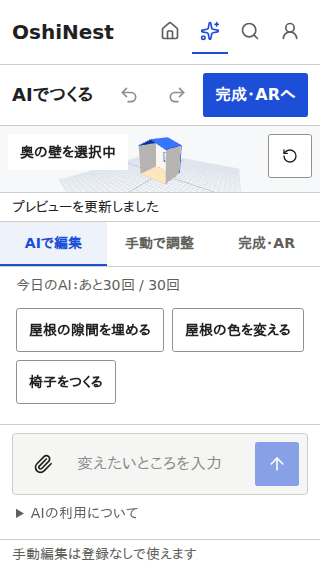 OshiNest
AIでつくる
完成・ARへ
奥の壁を選択中
プレビューを更新しました
AIで編集
手動で調整
完成・AR
今日のAI：あと30回 / 30回
屋根の隙間を埋める
屋根の色を変える
椅子をつくる
変えたいところを入力
▶ AIの利用について
手動編集は登録なしで使えます